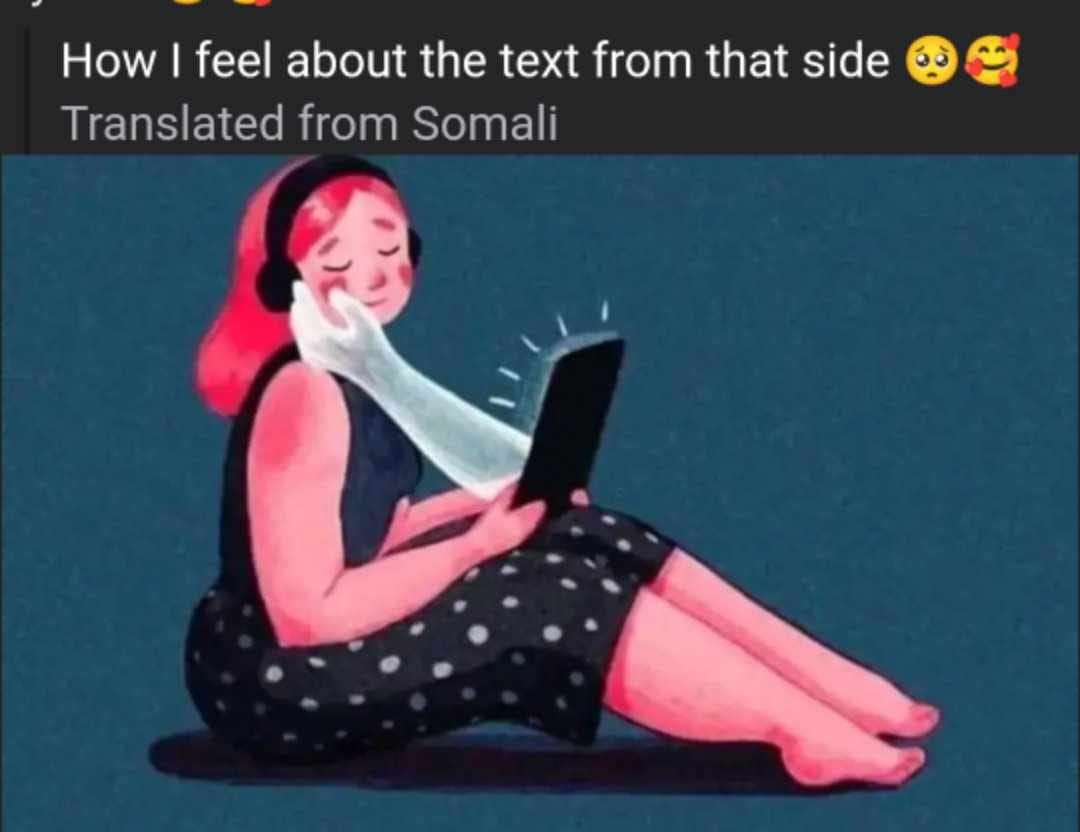 How I feel about the text from that side 🥺🥰
Translated from Somali